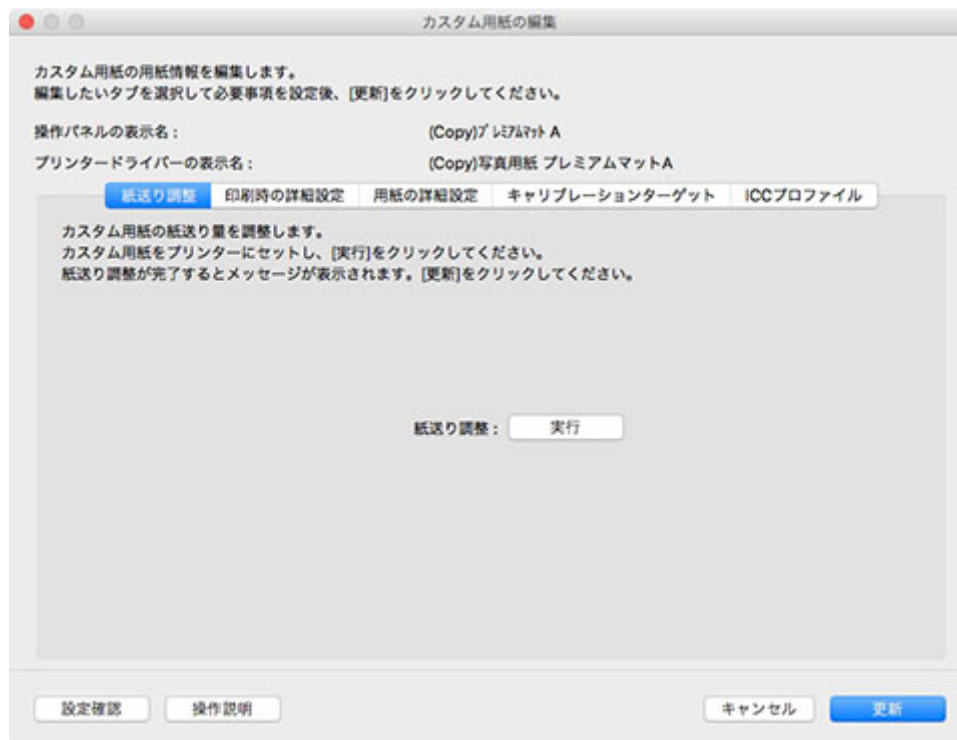 カスタム用紙の編集
カスタム用紙の用紙情報を編集します。
編集したいタブを選択して必要事項を設定後、[更新]をクリックしてください。
操作パネルの表示名： (Copy)ﾌﾟﾚﾐｱﾑﾏｯﾄ A
プリンタードライバーの表示名： (Copy)写真用紙 プレミアムマットA
紙送り調整 印刷時の詳細設定 用紙の詳細設定 キャリブレーションターゲット ICCプロファイル
カスタム用紙の紙送り量を調整します。
カスタム用紙をプリンターにセットし、[実行]をクリックしてください。
紙送り調整が完了するとメッセージが表示されます。[更新]をクリックしてください。
紙送り調整： 実行
設定確認 操作説明 キャンセル 更新